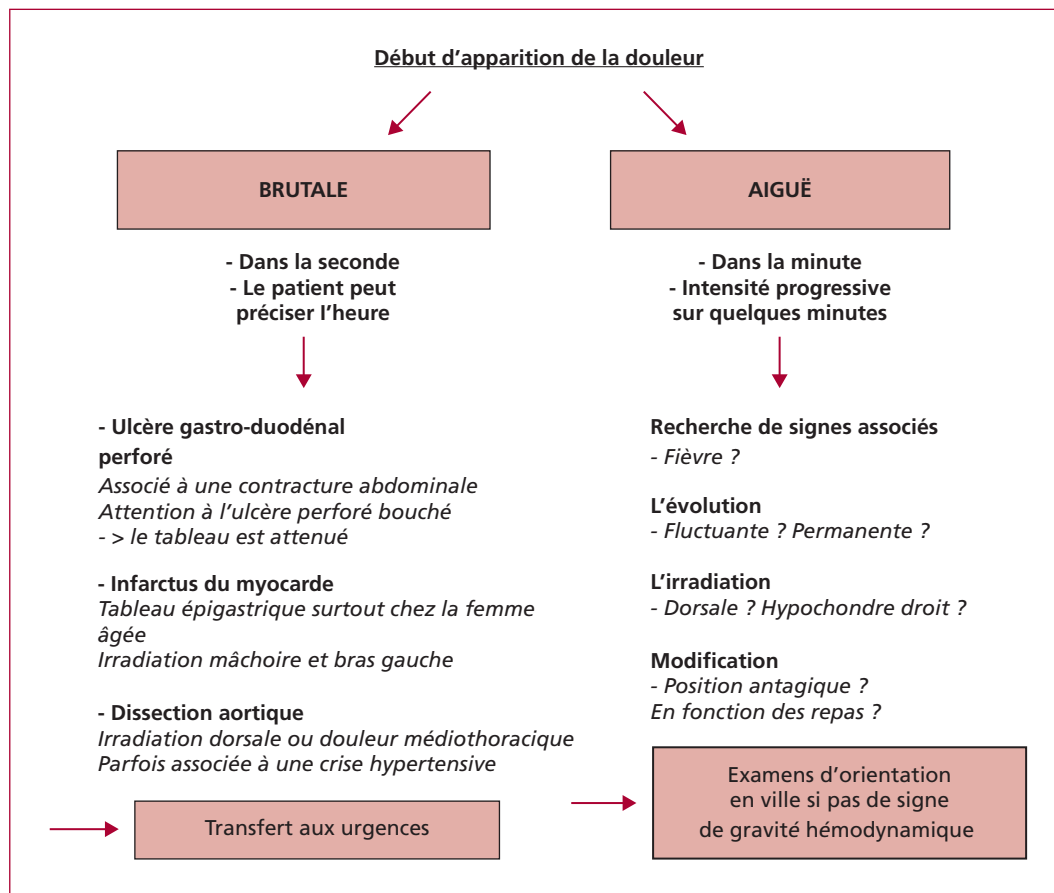 Début d’apparition de la douleur
BRUTALE
- Dans la seconde
- Le patient peut
préciser l’heure
- Ulcère gastro-duodénal
perforé
Associé à une contracture abdominale
Attention à l’ulcère perforé bouché
- > le tableau est attenué
- Infarctus du myocarde
Tableau épigastrique surtout chez la femme
âgée
Irradiation mâchoire et bras gauche
- Dissection aortique
Irradiation dorsale ou douleur médiothoracique
Parfois associée à une crise hypertensive
Transfert aux urgences
AIGUË
- Dans la minute
- Intensité progressive
sur quelques minutes
Recherche de signes associés
- Fièvre ?
L’évolution
- Fluctuante ? Permanente ?
L’irradiation
- Dorsale ? Hypochondre droit ?
Modification
- Position antagique ?
En fonction des repas ?
Examens d’orientation
en ville si pas de signe
de gravité hémodynamique